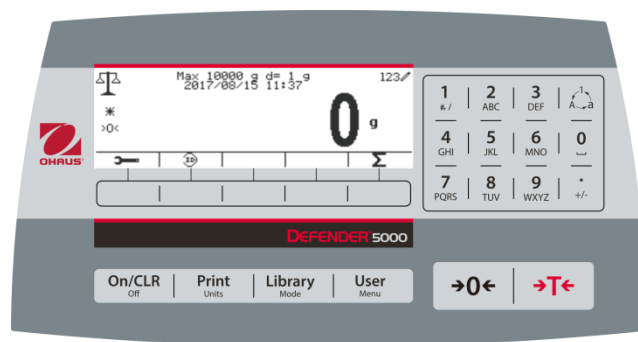 Max 10000 g d= 1 g
2017/08/15 11:37
123
>0<
0 g
ID
Σ
OHAUS
DEFENDER 5000
1 &. /
2 ABC
3 DEF
1 A a
4 GHI
5 JKL
6 MNO
0
7 PQRS
8 TUV
9 WXYZ
. +/-
On/CLR
Off
Print
Units
Library
Mode
User
Menu
→0←
→T←